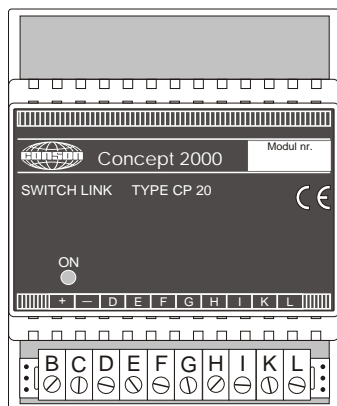 Concept 2000
Modul nr.
SWITCH LINK TYPE CP 20
CE
ON
+ — D E F G H I K L
B C D E F G H I K L